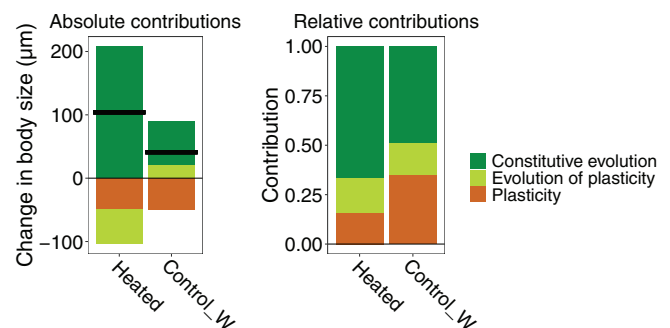 Absolute contributions
Relative contributions
Change in body size (µm)
200
100
0
−100
Heated
Control_W
Contribution
1.00
0.75
0.50
0.25
0.00
Heated
Control_W
Constitutive evolution
Evolution of plasticity
Plasticity